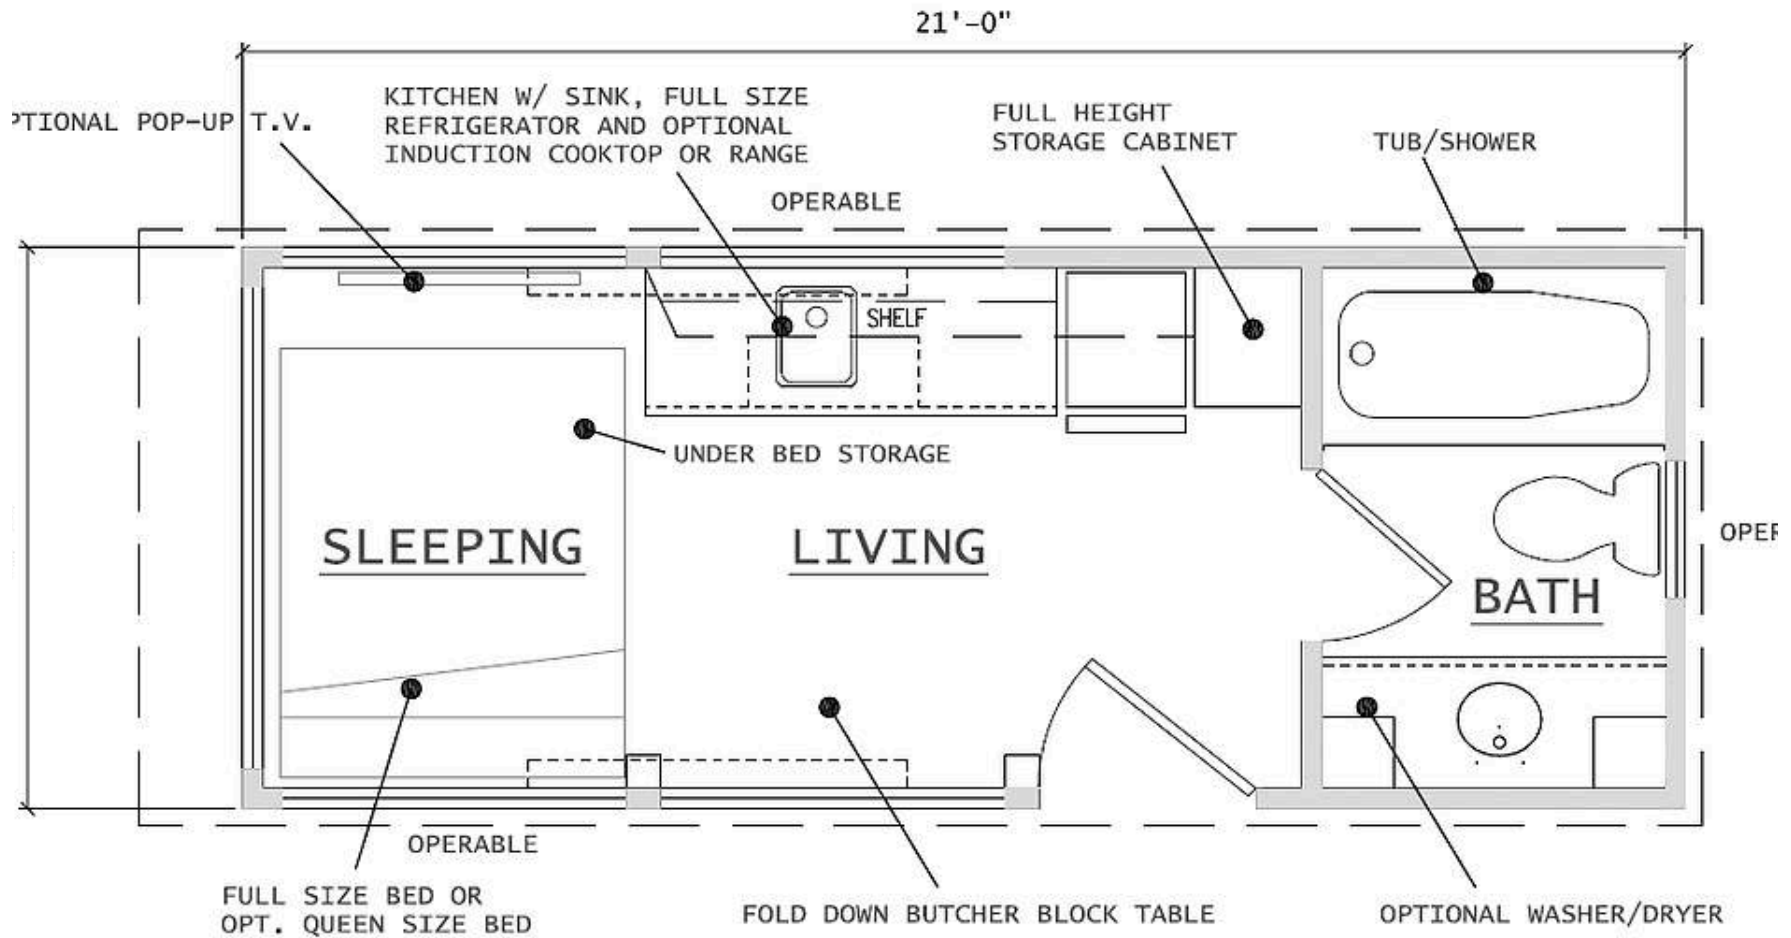 21'-0"
PTIONAL POP-UP T.V.
KITCHEN W/ SINK, FULL SIZE
REFRIGERATOR AND OPTIONAL
INDUCTION COOKTOP OR RANGE
OPERABLE
FULL HEIGHT
STORAGE CABINET
TUB/SHOWER
SHELF
UNDER BED STORAGE
SLEEPING
LIVING
BATH
OPER
OPERABLE
FULL SIZE BED OR
OPT. QUEEN SIZE BED
FOLD DOWN BUTCHER BLOCK TABLE
OPTIONAL WASHER/DRYER